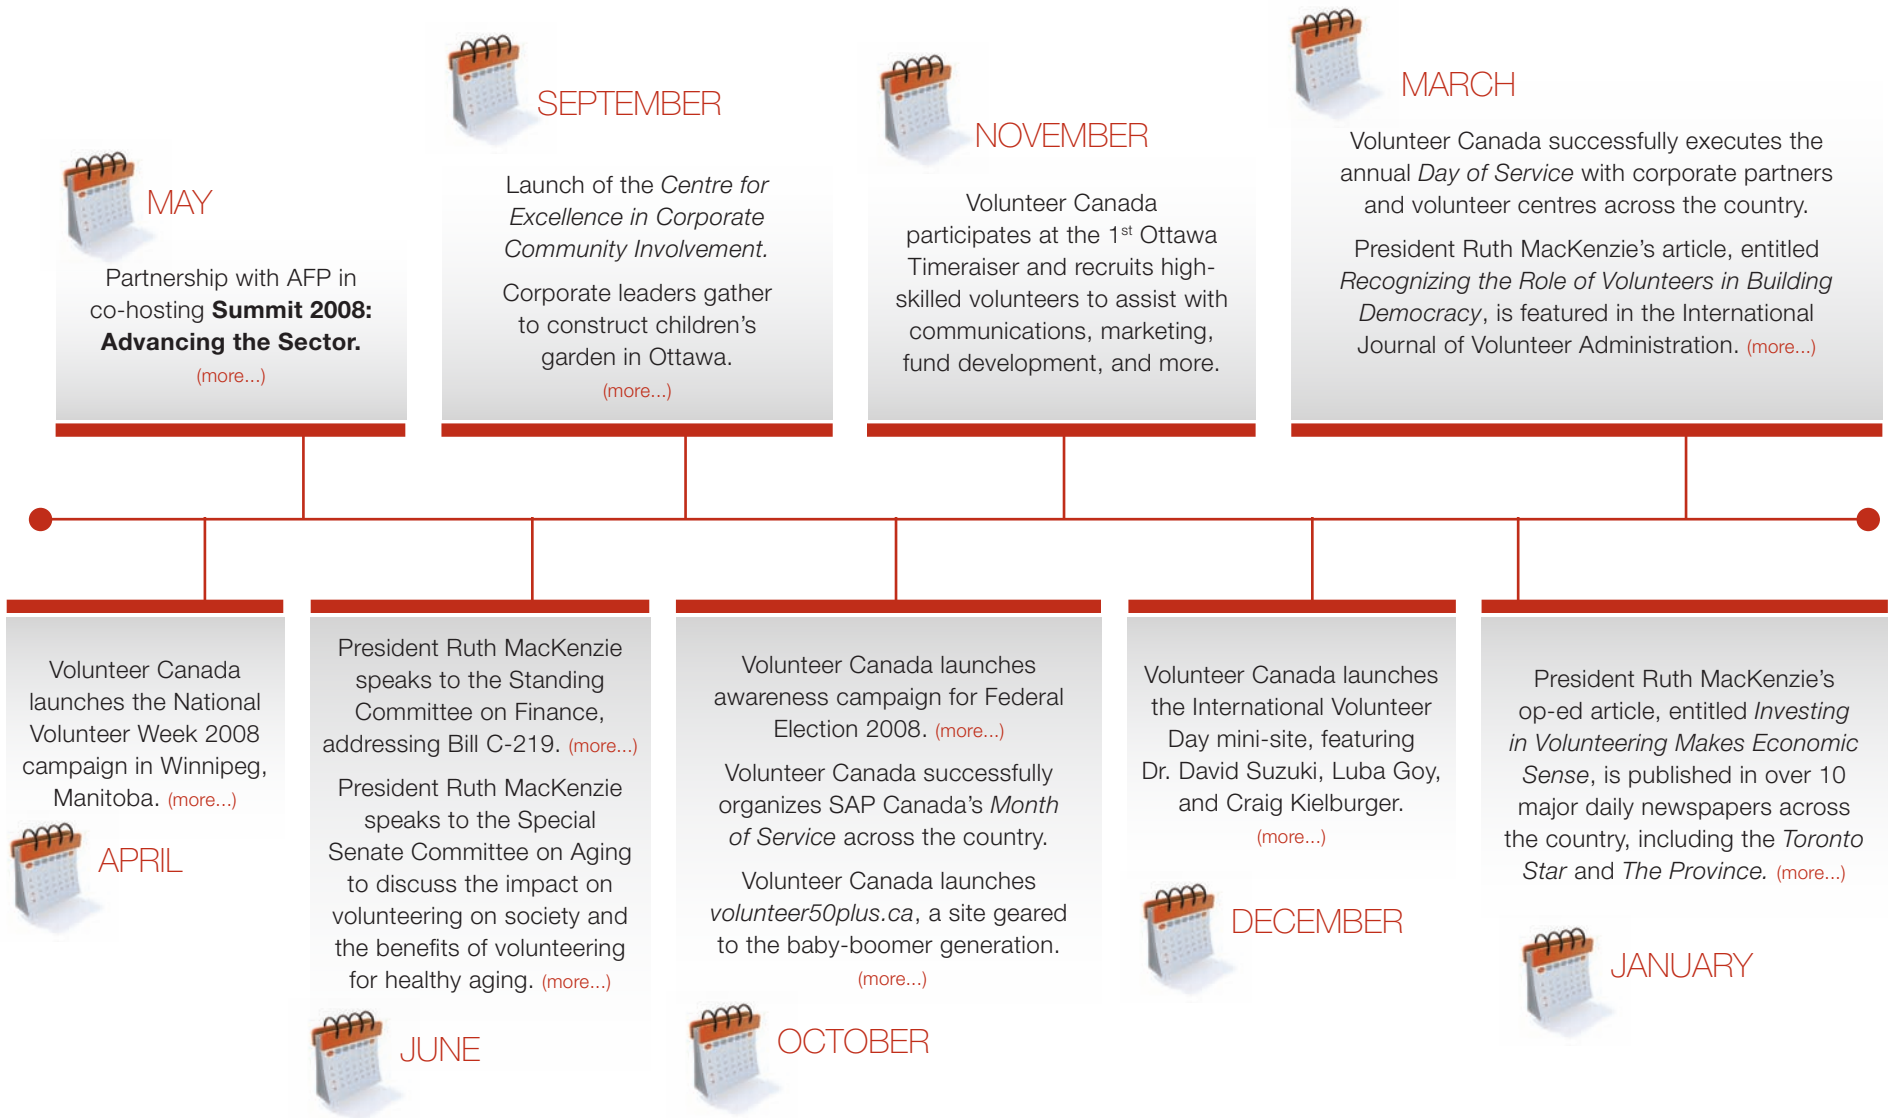 MAY
Partnership with AFP in
co-hosting Summit 2008:
Advancing the Sector.
(more...)
SEPTEMBER
Launch of the Centre for
Excellence in Corporate
Community Involvement.
Corporate leaders gather
to construct children’s
garden in Ottawa.
(more...)
NOVEMBER
Volunteer Canada
participates at the 1st Ottawa
Timeraiser and recruits high-
skilled volunteers to assist with
communications, marketing,
fund development, and more.
MARCH
Volunteer Canada successfully executes the
annual Day of Service with corporate partners
and volunteer centres across the country.
President Ruth MacKenzie’s article, entitled
Recognizing the Role of Volunteers in Building
Democracy, is featured in the International
Journal of Volunteer Administration. (more...)
Volunteer Canada
launches the National
Volunteer Week 2008
campaign in Winnipeg,
Manitoba. (more...)
APRIL
President Ruth MacKenzie
speaks to the Standing
Committee on Finance,
addressing Bill C-219. (more...)
President Ruth MacKenzie
speaks to the Special
Senate Committee on Aging
to discuss the impact on
volunteering on society and
the benefits of volunteering
for healthy aging. (more...)
JUNE
Volunteer Canada launches
awareness campaign for Federal
Election 2008. (more...)
Volunteer Canada successfully
organizes SAP Canada’s Month
of Service across the country.
Volunteer Canada launches
volunteer50plus.ca, a site geared
to the baby-boomer generation.
(more...)
OCTOBER
Volunteer Canada launches
the International Volunteer
Day mini-site, featuring
Dr. David Suzuki, Luba Goy,
and Craig Kielburger.
(more...)
DECEMBER
President Ruth MacKenzie’s
op-ed article, entitled Investing
in Volunteering Makes Economic
Sense, is published in over 10
major daily newspapers across
the country, including the Toronto
Star and The Province. (more...)
JANUARY